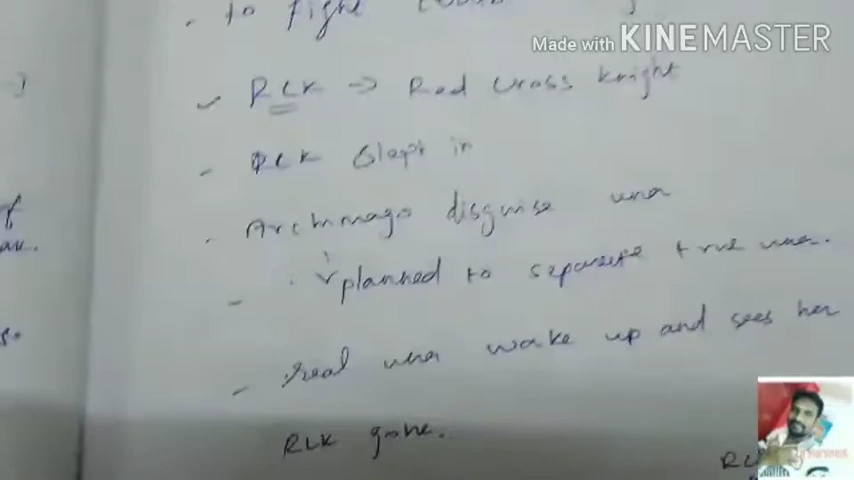 . To fight
Made with KINEMASTER
RCK → Red cross knight
- RCK slept in
. Archmago disguise una
- planned to separate true una.
- real una wake up and sees her
RCK gone.